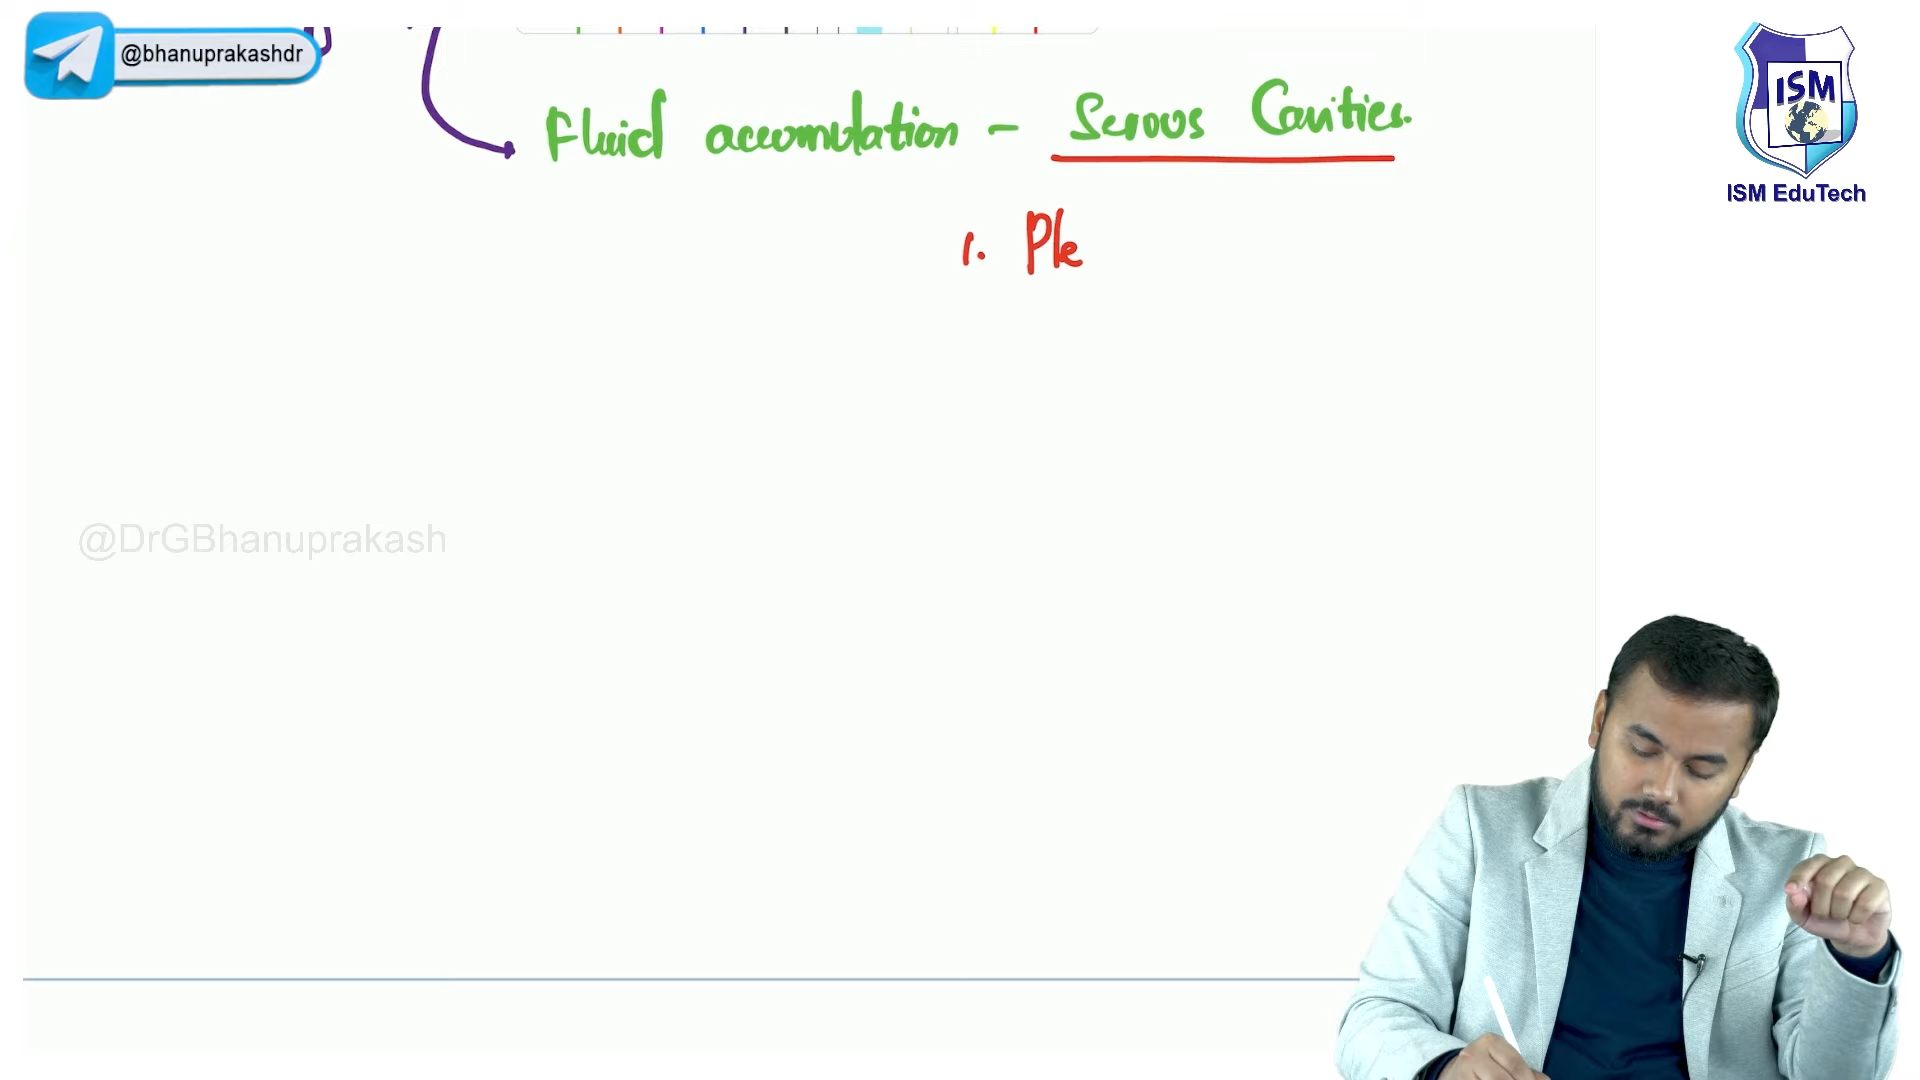 @bhanuprakashdr
Fluid accumulation - Serous Cavities.
ISM
ISM EduTech
1. Ple
@DrGBhanuprakash